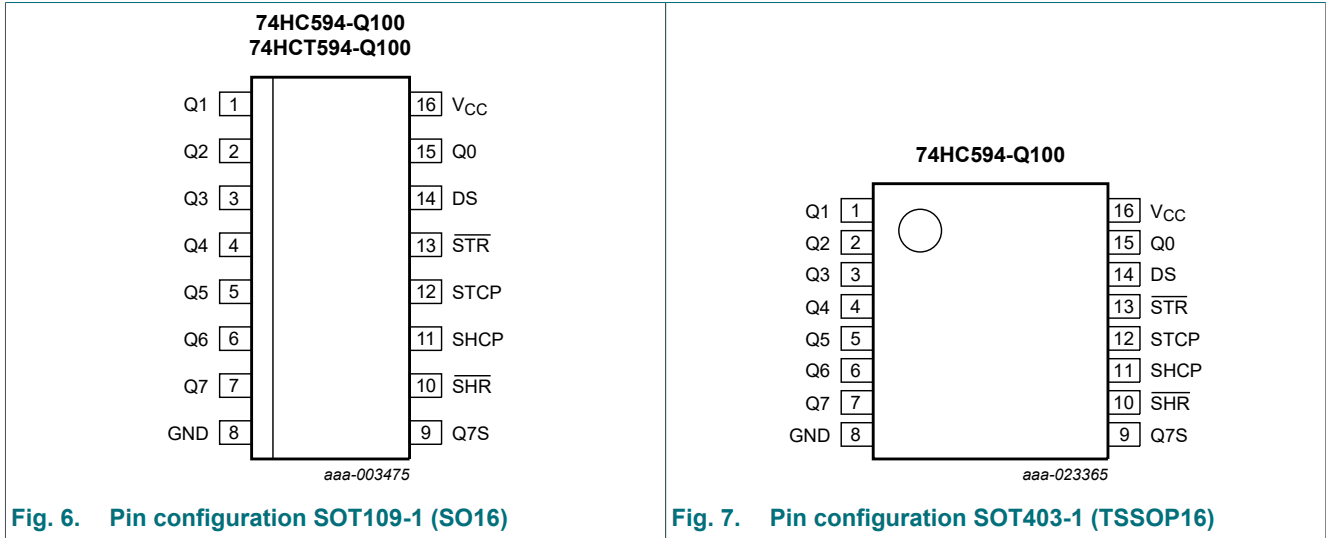 74HC594-Q100
74HCT594-Q100
Q1 1 16 VCC
Q2 2 15 Q0
Q3 3 14 DS
Q4 4 13 S̅T̅R̅
Q5 5 12 STCP
Q6 6 11 SHCP
Q7 7 10 S̅H̅R̅
GND 8 9 Q7S
aaa-003475
Fig. 6. Pin configuration SOT109-1 (SO16)
74HC594-Q100
Q1 1 16 VCC
Q2 2 15 Q0
Q3 3 14 DS
Q4 4 13 S̅T̅R̅
Q5 5 12 STCP
Q6 6 11 SHCP
Q7 7 10 S̅H̅R̅
GND 8 9 Q7S
aaa-023365
Fig. 7. Pin configuration SOT403-1 (TSSOP16)